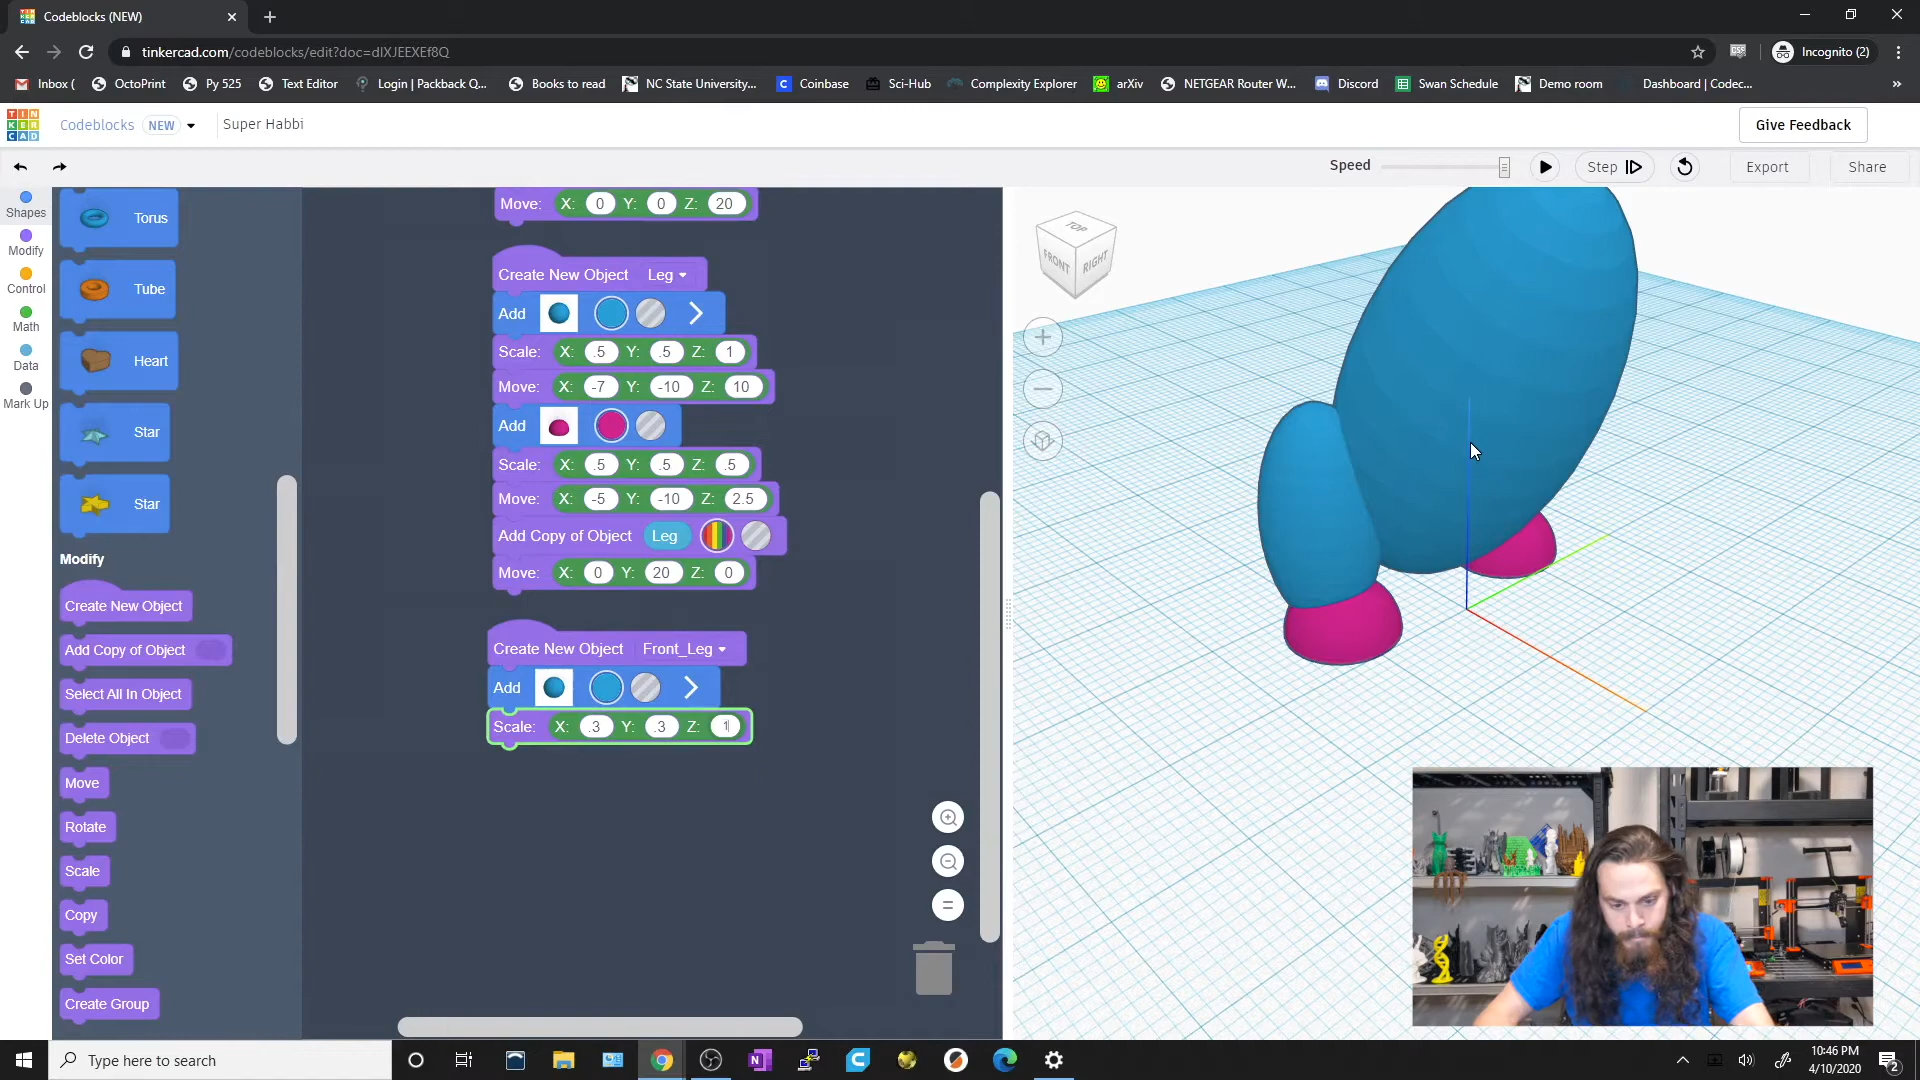 Codeblocks (NEW)
tinkercad.com/codeblocks/edit?doc=dIXJEEXEf8Q
Incognito (2)
Inbox (
OctoPrint
Py 525
Text Editor
Login | Packback Q...
Books to read
NC State University...
Coinbase
Sci-Hub
Complexity Explorer
arXiv
NETGEAR Router W...
Discord
Swan Schedule
Demo room
Dashboard | Codec...
TIN
KER
CAD
Codeblocks NEW
Super Habbi
Give Feedback
Speed
Step
Export
Share
Shapes
Modify
Control
Math
Data
Mark Up
Torus
Tube
Heart
Star
Star
Modify
Create New Object
Add Copy of Object
Select All In Object
Delete Object
Move
Rotate
Scale
Copy
Set Color
Create Group
Move: X: 0 Y: 0 Z: 20
Create New Object Leg
Add
Scale: X: .5 Y: .5 Z: 1
Move: X: -7 Y: -10 Z: 10
Add
Scale: X: .5 Y: .5 Z: .5
Move: X: -5 Y: -10 Z: 2.5
Add Copy of Object Leg
Move: X: 0 Y: 20 Z: 0
Create New Object Front_Leg
Add
Scale: X: .3 Y: .3 Z: 1
TOP
FRONT
RIGHT
Type here to search
10:46 PM
4/10/2020
2